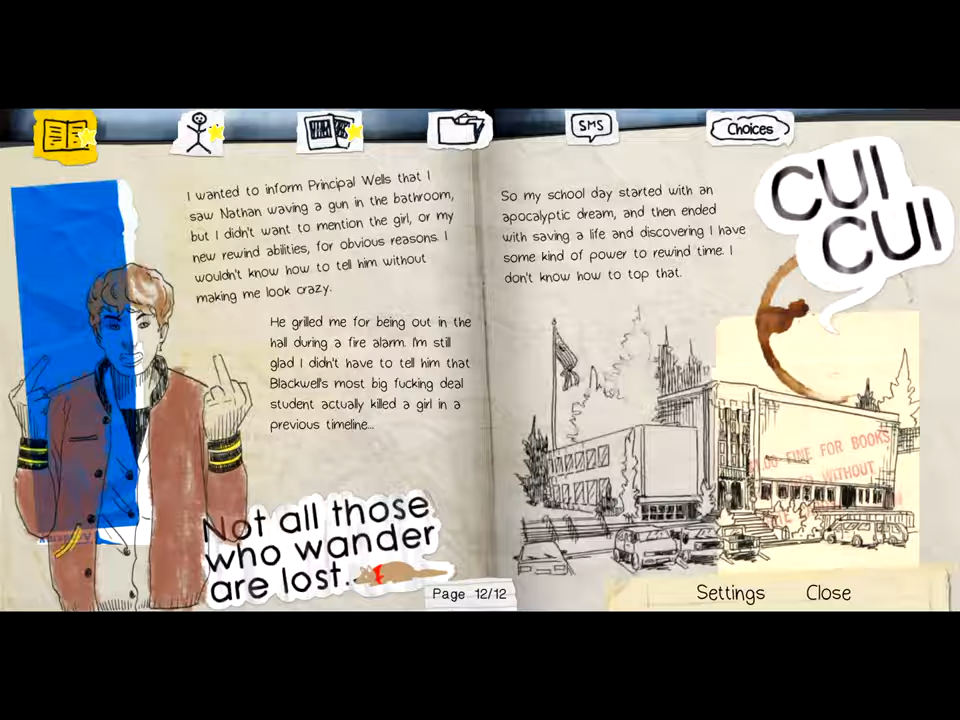 SMS
Choices
I wanted to inform Principal Wells that I
saw Nathan waving a gun in the bathroom,
but I didn't want to mention the girl, or my
new rewind abilities, for obvious reasons. I
wouldn't know how to tell him without
making me look crazy.
He grilled me for being out in the
hall during a fire alarm. I'm still
glad I didn't have to tell him that
Blackwell's most big fucking deal
student actually killed a girl in a
previous timeline...
Not all those
who wander
are lost.
Page 12/12
So my school day started with an
apocalyptic dream, and then ended
with saving a life and discovering I have
some kind of power to rewind time. I
don't know how to top that.
CUI
CUI
FINE FOR BOOKS
WITHOUT
Settings
Close